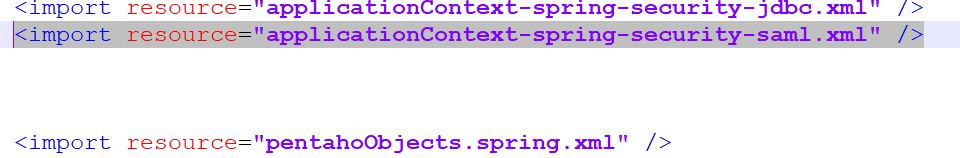 <import resource="applicationContext-spring-security-jdbc.xml" />
<import resource="applicationContext-spring-security-saml.xml" />
<import resource="pentahoObjects.spring.xml" />